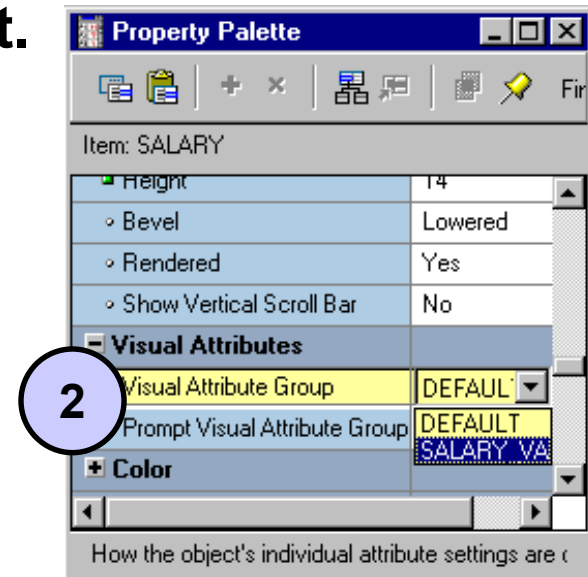 t.
Property Palette
Fir
Item: SALARY
Height 14
Bevel Lowered
Rendered Yes
Show Vertical Scroll Bar No
Visual Attributes
2
Visual Attribute Group DEFAUL
Prompt Visual Attribute Group DEFAULT
SALARY_VA
Color
How the object's individual attribute settings are